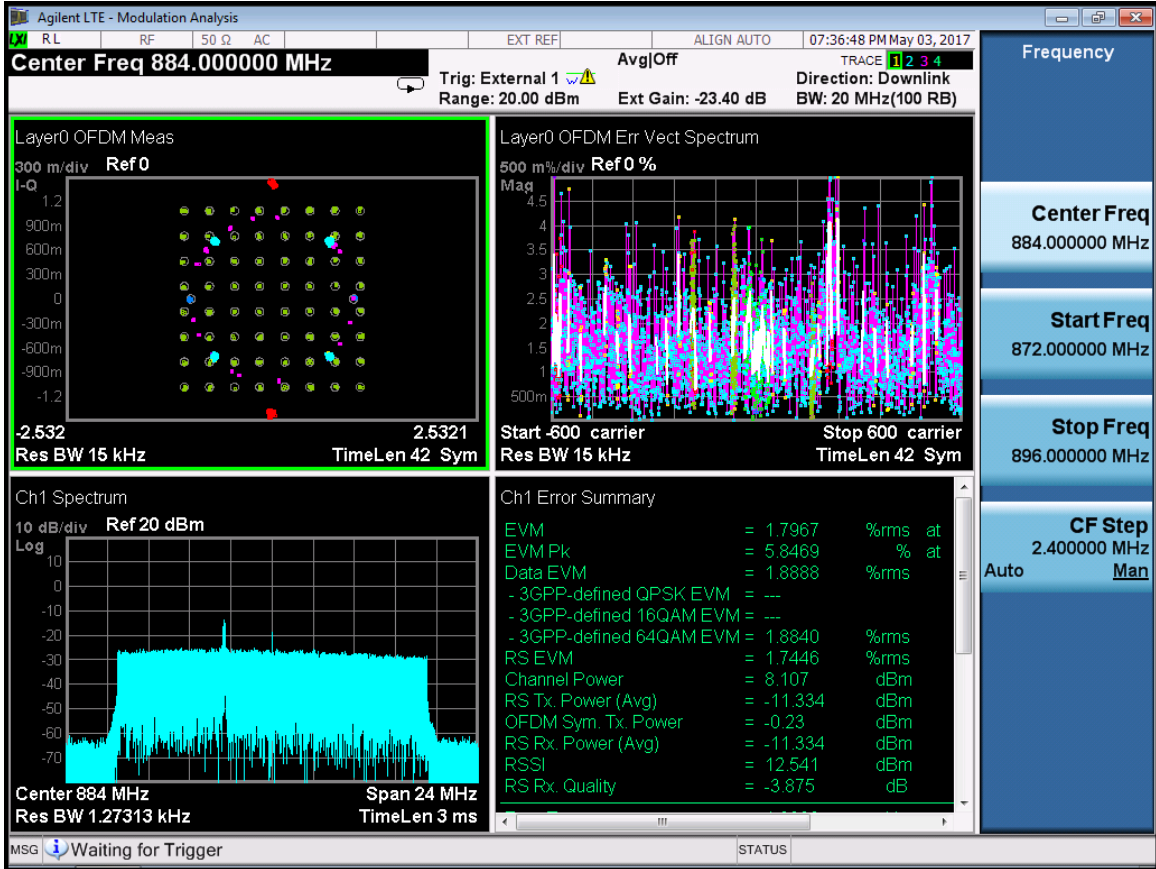 Agilent LTE - Modulation Analysis
LXI RL RF 50 Ω AC EXT REF ALIGN AUTO 07:36:48 PM May 03, 2017
Center Freq 884.000000 MHz
Trig: External 1
Range: 20.00 dBm
Avg|Off
Ext Gain: -23.40 dB
TRACE 1 2 3 4
Direction: Downlink
BW: 20 MHz(100 RB)
Layer0 OFDM Meas
300 m/div Ref 0
I-Q
1.2
900m
600m
300m
0
-300m
-600m
-900m
-1.2
-2.532 2.5321
Res BW 15 kHz TimeLen 42 Sym
Layer0 OFDM Err Vect Spectrum
500 m%/div Ref 0 %
Mag
4.5
4
3.5
3
2.5
2
1.5
1
500m
Start -600 carrier Stop 600 carrier
Res BW 15 kHz TimeLen 42 Sym
Ch1 Spectrum
10 dB/div Ref 20 dBm
Log
10
0
-10
-20
-30
-40
-50
-60
-70
Center 884 MHz Span 24 MHz
Res BW 1.27313 kHz TimeLen 3 ms
Ch1 Error Summary
EVM = 1.7967 %rms at
EVM Pk = 5.8469 % at
Data EVM = 1.8888 %rms
- 3GPP-defined QPSK EVM = ---
- 3GPP-defined 16QAM EVM = ---
- 3GPP-defined 64QAM EVM = 1.8840 %rms
RS EVM = 1.7446 %rms
Channel Power = 8.107 dBm
RS Tx. Power (Avg) = -11.334 dBm
OFDM Sym. Tx. Power = -0.23 dBm
RS Rx. Power (Avg) = -11.334 dBm
RSSI = 12.541 dBm
RS Rx. Quality = -3.875 dB
Frequency
Center Freq
884.000000 MHz
Start Freq
872.000000 MHz
Stop Freq
896.000000 MHz
CF Step
2.400000 MHz
Auto Man
MSG Waiting for Trigger STATUS